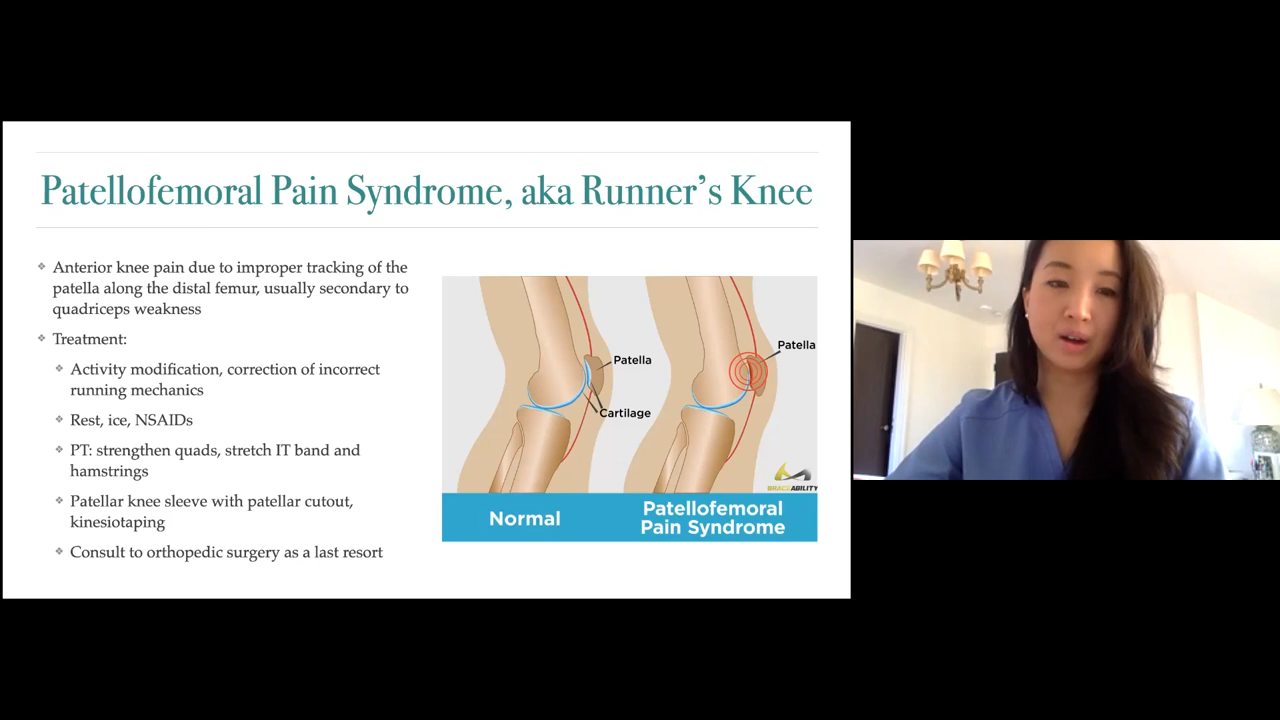 Patellofemoral Pain Syndrome, aka Runner's Knee
Anterior knee pain due to improper tracking of the
patella along the distal femur, usually secondary to
quadriceps weakness
Treatment:
Activity modification, correction of incorrect
running mechanics
Rest, ice, NSAIDs
PT: strengthen quads, stretch IT band and
hamstrings
Patellar knee sleeve with patellar cutout,
kinesiotaping
Consult to orthopedic surgery as a last resort
Patella
Cartilage
Patella
BRACEABILITY
Normal
Patellofemoral
Pain Syndrome